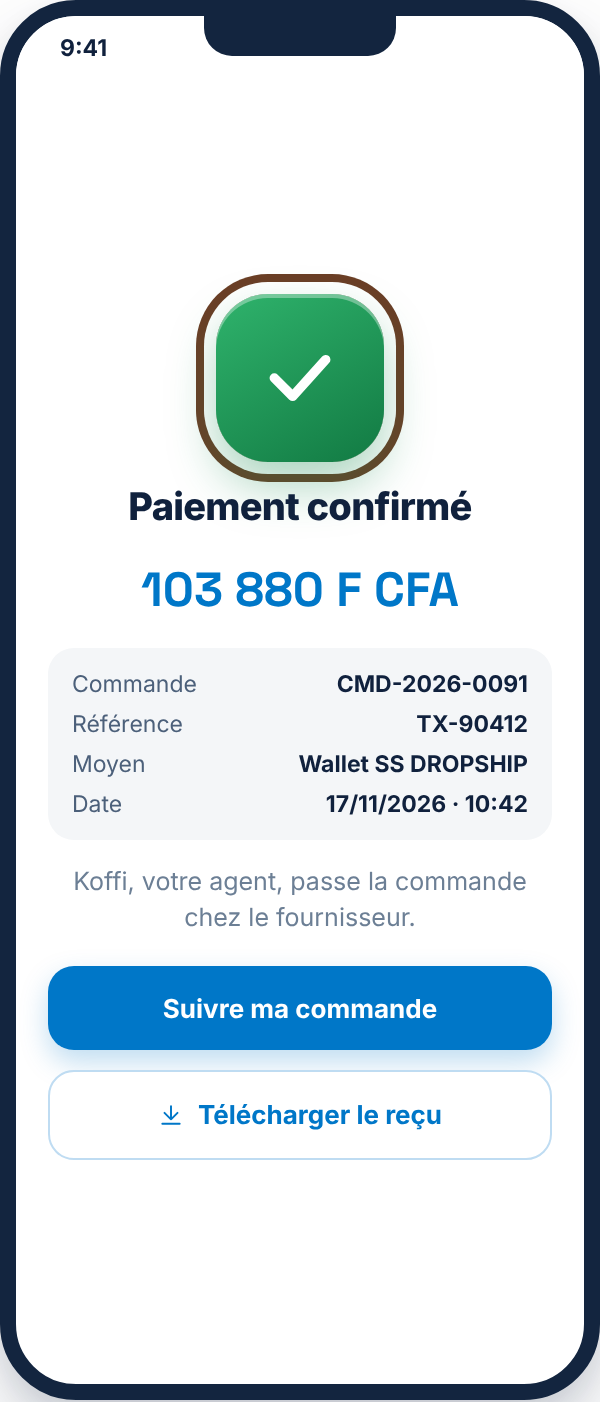 9:41
Paiement confirmé
103 880 F CFA
Commande CMD-2026-0091
Référence TX-90412
Moyen Wallet SS DROPSHIP
Date 17/11/2026 · 10:42
Koffi, votre agent, passe la commande
chez le fournisseur.
Suivre ma commande
Télécharger le reçu